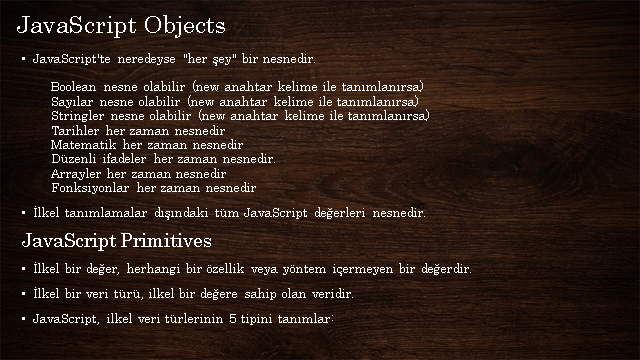 JavaScript Objects
• JavaScript'te neredeyse "her şey" bir nesnedir.
Boolean nesne olabilir (new anahtar kelime ile tanımlanırsa)
Sayılar nesne olabilir (new anahtar kelime ile tanımlanırsa)
Stringler nesne olabilir (new anahtar kelime ile tanımlanırsa)
Tarihler her zaman nesnedir
Matematik her zaman nesnedir
Düzenli ifadeler her zaman nesnedir.
Arrayler her zaman nesnedir
Fonksiyonlar her zaman nesnedir
• İlkel tanımlamalar dışındaki tüm JavaScript değerleri nesnedir.
JavaScript Primitives
• İlkel bir değer, herhangi bir özellik veya yöntem içermeyen bir değerdir.
• İlkel bir veri türü, ilkel bir değere sahip olan veridir.
• JavaScript, ilkel veri türlerinin 5 tipini tanımlar: